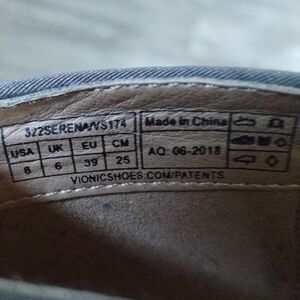 322SERENA/VS174
USA UK EU CM
8 6 39 25
Made in China
AQ: 06-2018
VIONICSHOES.COM/PATENTS